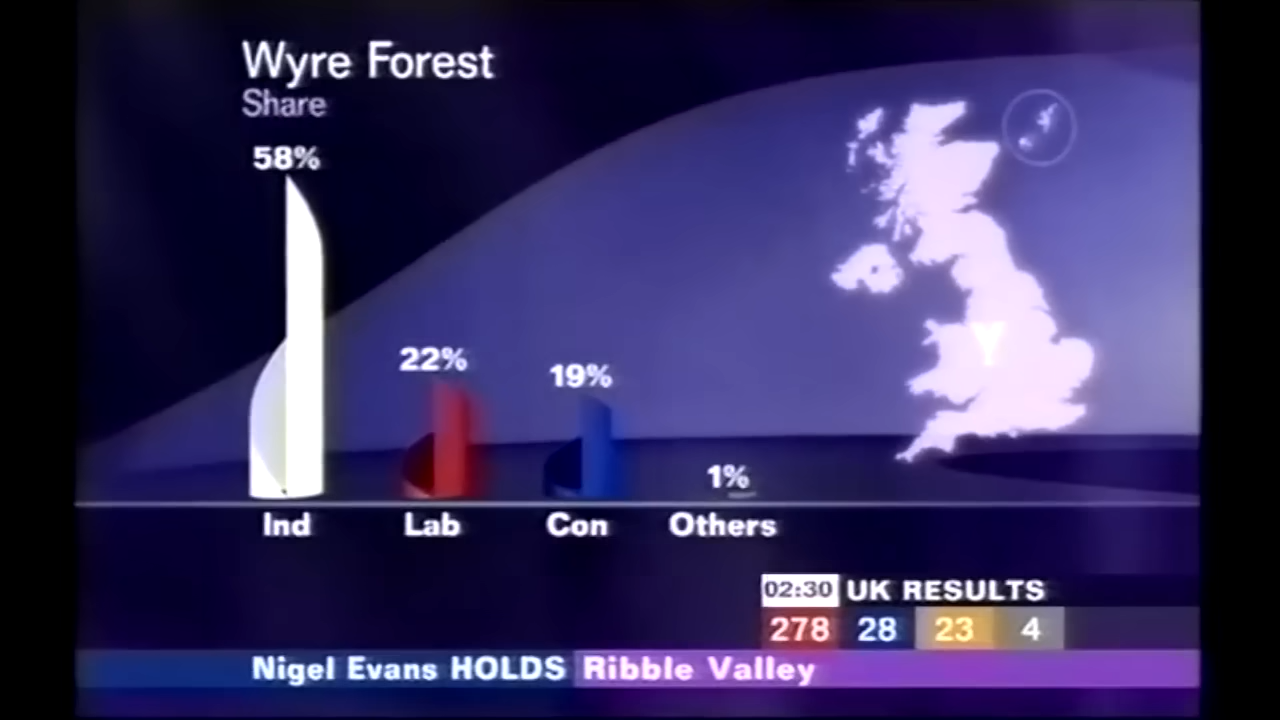 Wyre Forest
Share
58%
22%
19%
1%
Ind Lab Con Others
02:30 UK RESULTS
278 28 23 4
Nigel Evans HOLDS Ribble Valley